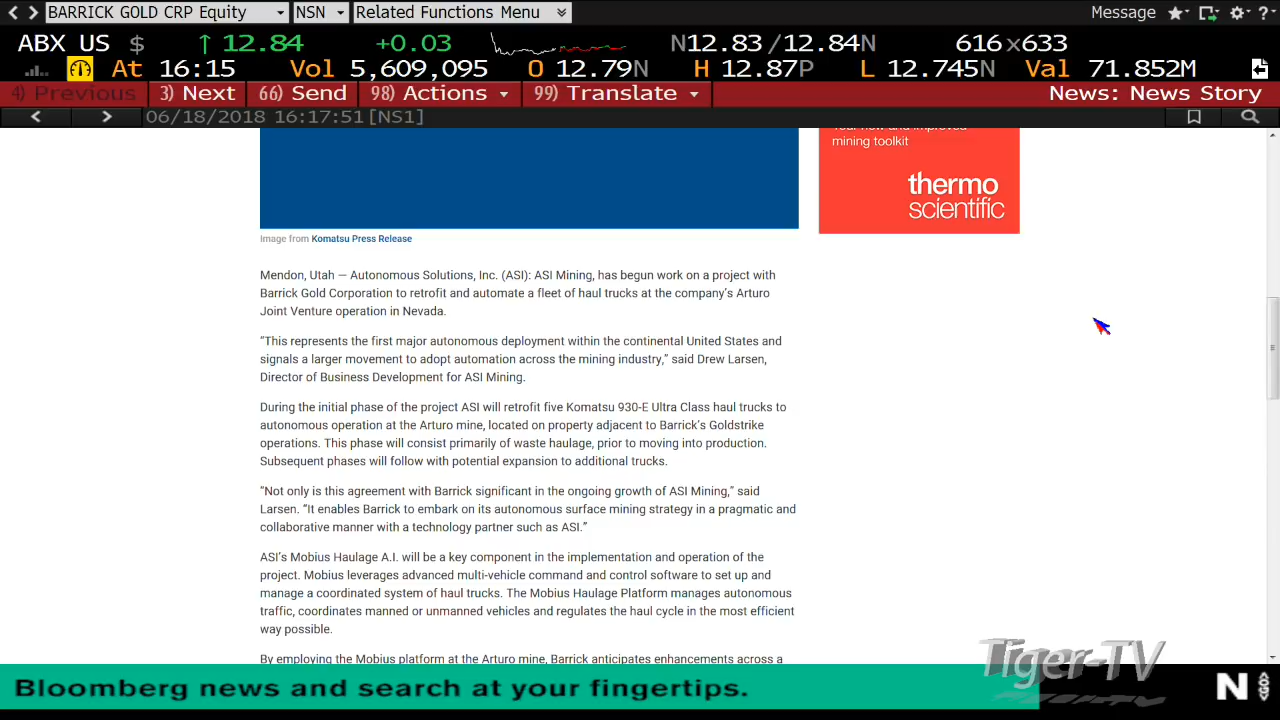 BARRICK GOLD CRP Equity NSN Related Functions Menu Message
ABX US $ ↑ 12.84 +0.03 N12.83 /12.84N 616x633
At 16:15 Vol 5,609,095 O 12.79N H 12.87P L 12.745N Val 71.852M
4) Previous 3) Next 66) Send 98) Actions 99) Translate News: News Story
06/18/2018 16:17:51 [NS1]
mining toolkit
thermo
scientific
Image from Komatsu Press Release
Mendon, Utah — Autonomous Solutions, Inc. (ASI): ASI Mining, has begun work on a project with
Barrick Gold Corporation to retrofit and automate a fleet of haul trucks at the company's Arturo
Joint Venture operation in Nevada.
“This represents the first major autonomous deployment within the continental United States and
signals a larger movement to adopt automation across the mining industry,” said Drew Larsen,
Director of Business Development for ASI Mining.
During the initial phase of the project ASI will retrofit five Komatsu 930-E Ultra Class haul trucks to
autonomous operation at the Arturo mine, located on property adjacent to Barrick's Goldstrike
operations. This phase will consist primarily of waste haulage, prior to moving into production.
Subsequent phases will follow with potential expansion to additional trucks.
“Not only is this agreement with Barrick significant in the ongoing growth of ASI Mining,” said
Larsen. “It enables Barrick to embark on its autonomous surface mining strategy in a pragmatic and
collaborative manner with a technology partner such as ASI.”
ASI's Mobius Haulage A.I. will be a key component in the implementation and operation of the
project. Mobius leverages advanced multi-vehicle command and control software to set up and
manage a coordinated system of haul trucks. The Mobius Haulage Platform manages autonomous
traffic, coordinates manned or unmanned vehicles and regulates the haul cycle in the most efficient
way possible.
By employing the Mobius platform at the Arturo mine, Barrick anticipates enhancements across a
Tiger-TV
Bloomberg news and search at your fingertips.
N